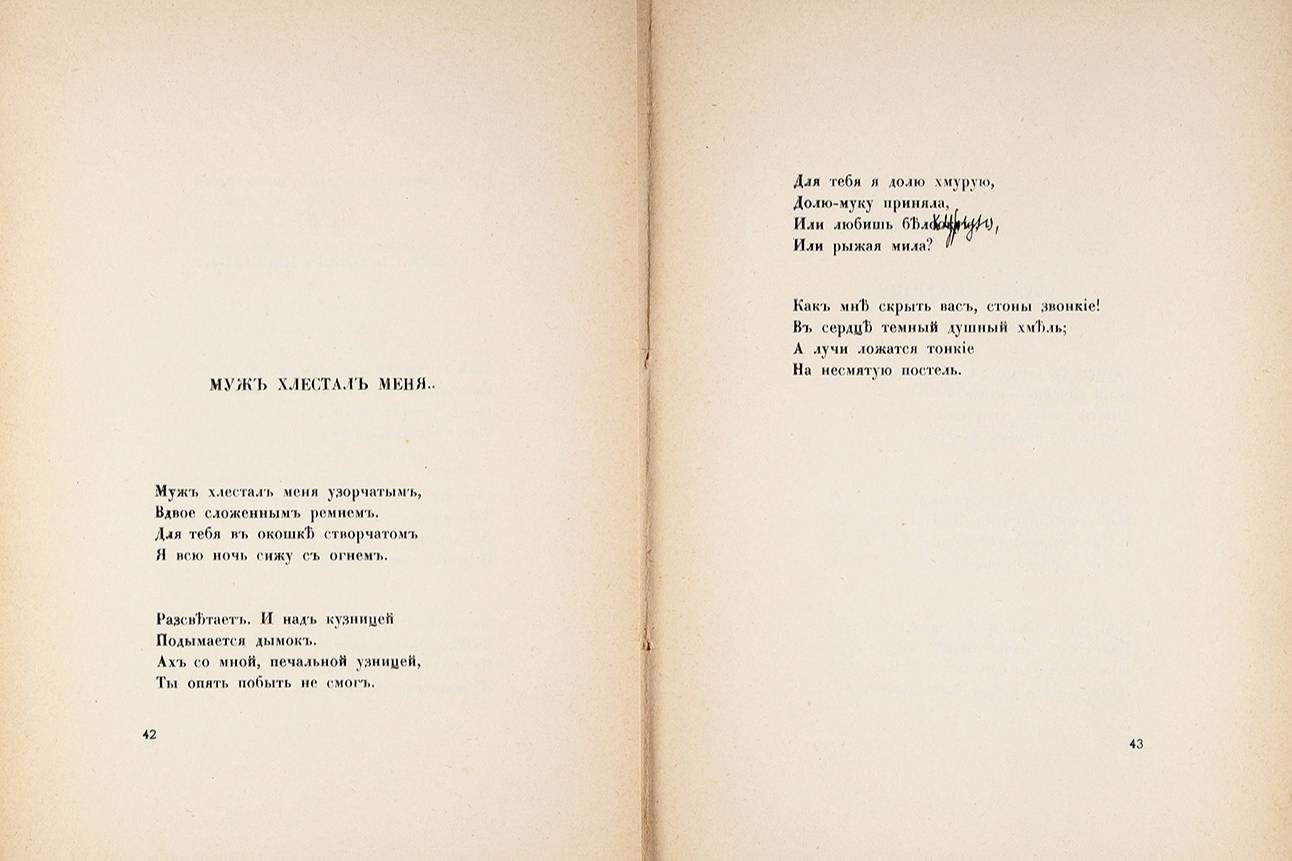 МУЖЪ ХЛЕСТАЛЪ МЕНЯ..
Мужъ хлесталъ меня узорчатымъ,
Вдвое сложеннымъ ремнемъ.
Для тебя въ окошкѣ створчатомъ
Я всю ночь сижу съ огнемъ.
Разсвѣтаетъ. И надъ кузницей
Подымается дымокъ.
Ахъ со мной, печальной узницей,
Ты опять побыть не смогъ.
42
Для тебя я долю хмурую,
Долю-муку приняла,
Или любишь бѣлокурую,
Или рыжая мила?
Какъ мнѣ скрыть васъ, стоны звонкіе!
Въ сердцѣ темный душный хмѣль;
А лучи ложатся тонкіе
На несмятую постель.
43